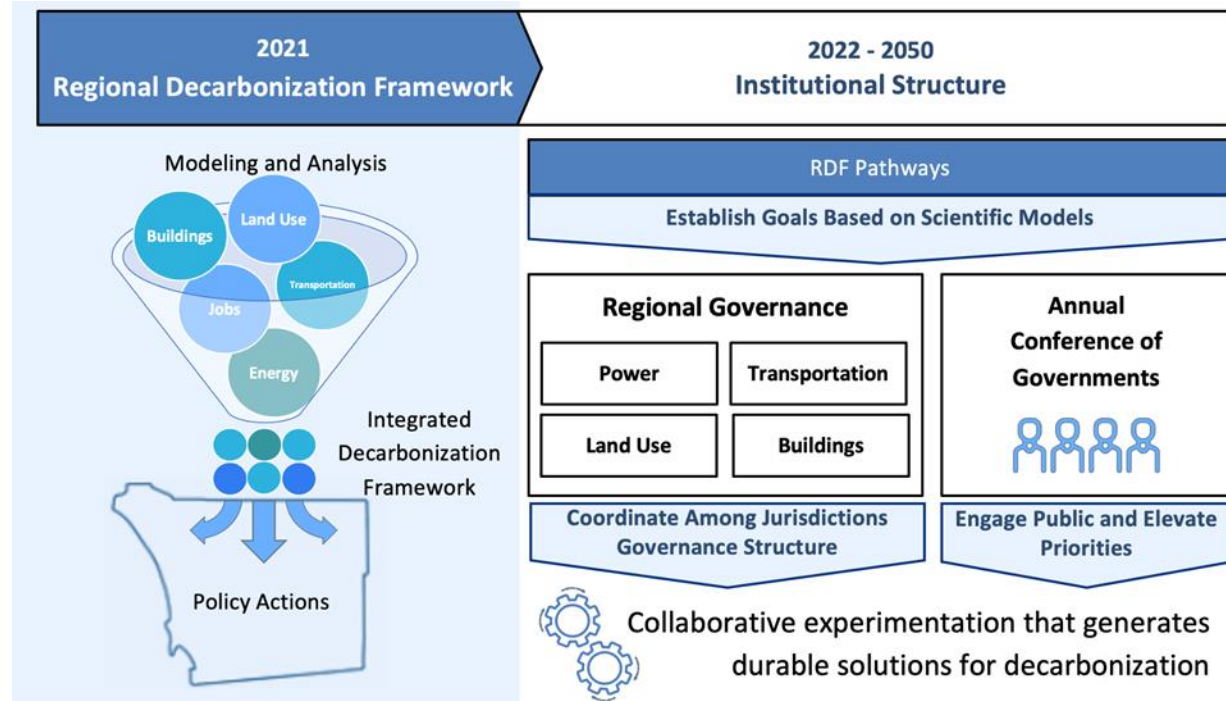 2021
Regional Decarbonization Framework
2022 - 2050
Institutional Structure
Modeling and Analysis
Land Use
Buildings
Transportation
Jobs
Energy
Integrated
Decarbonization
Framework
Policy Actions
RDF Pathways
Establish Goals Based on Scientific Models
Regional Governance
Power
Transportation
Land Use
Buildings
Annual
Conference of
Governments
Coordinate Among Jurisdictions
Governance Structure
Engage Public and Elevate
Priorities
Collaborative experimentation that generates
durable solutions for decarbonization